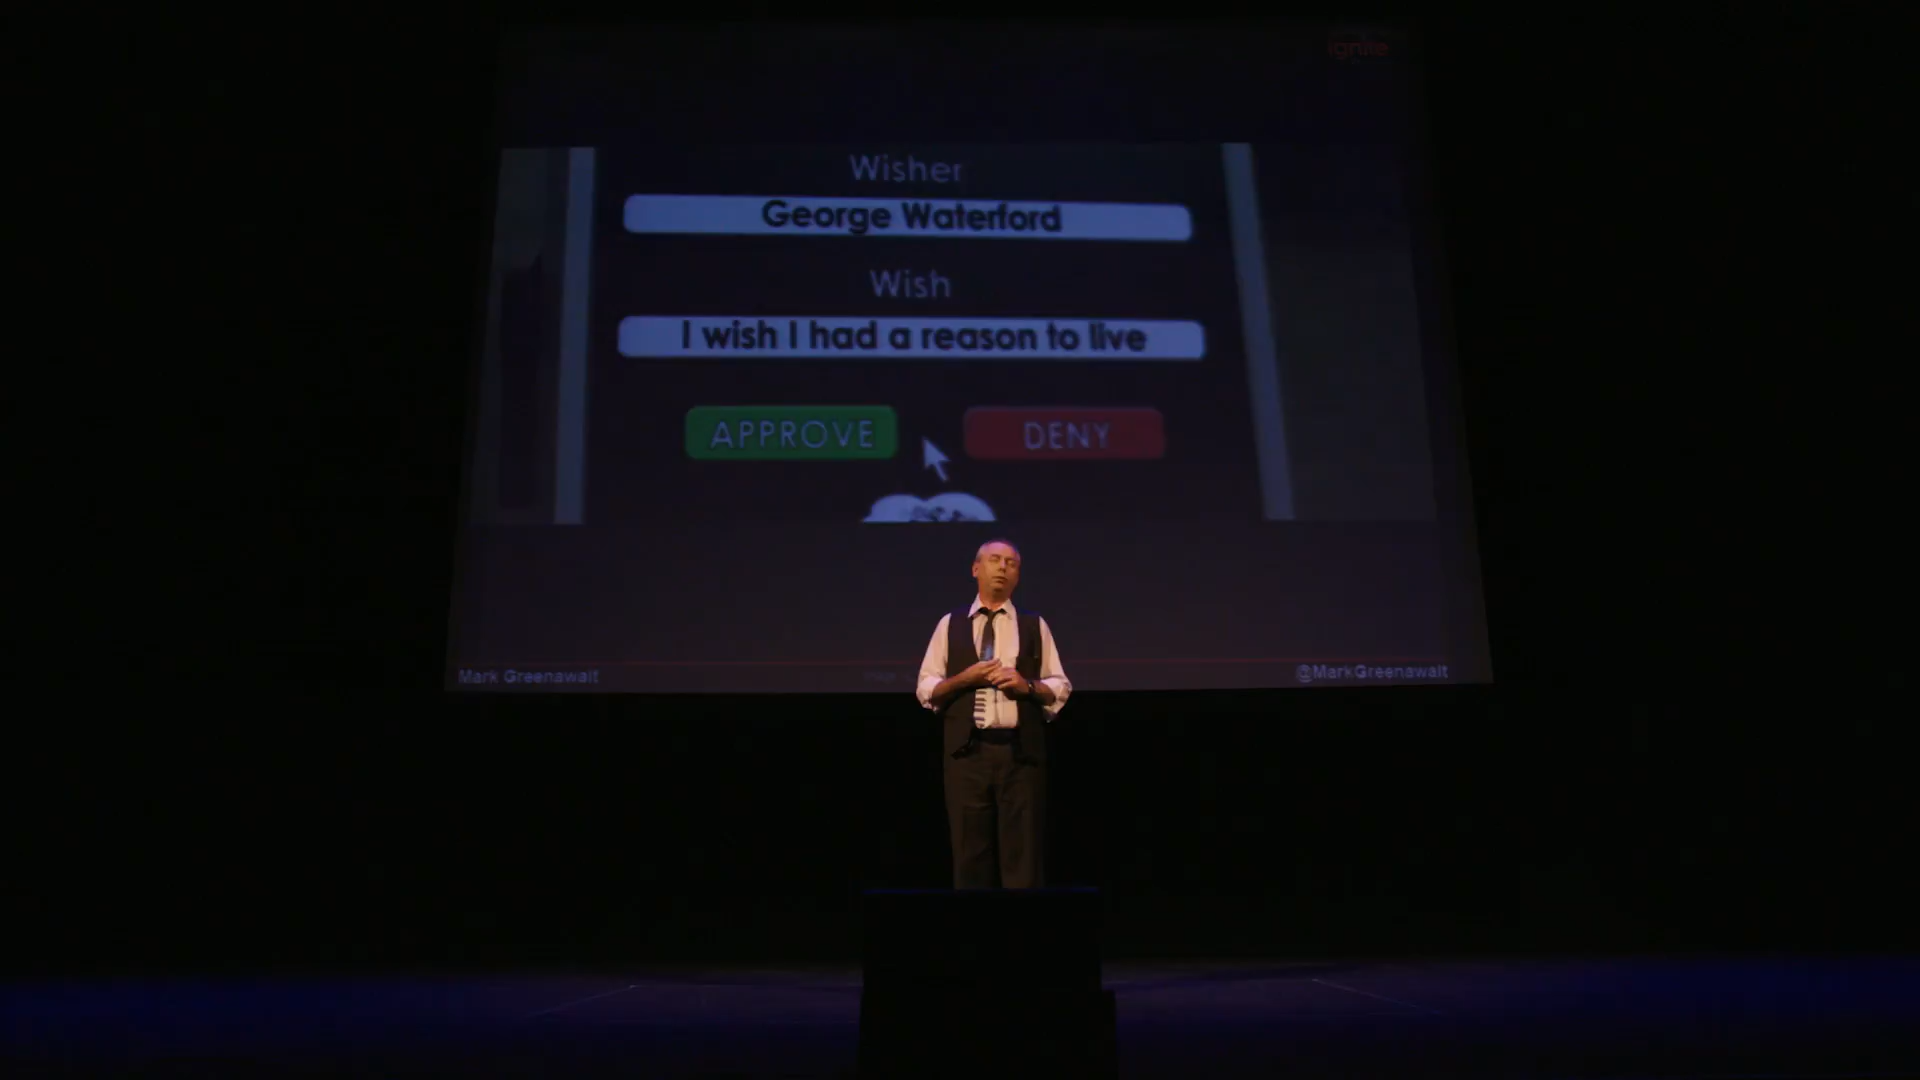 ignite
Wisher
George Waterford
Wish
I wish I had a reason to live
APPROVE
DENY
Mark Greenawalt
@MarkGreenawalt